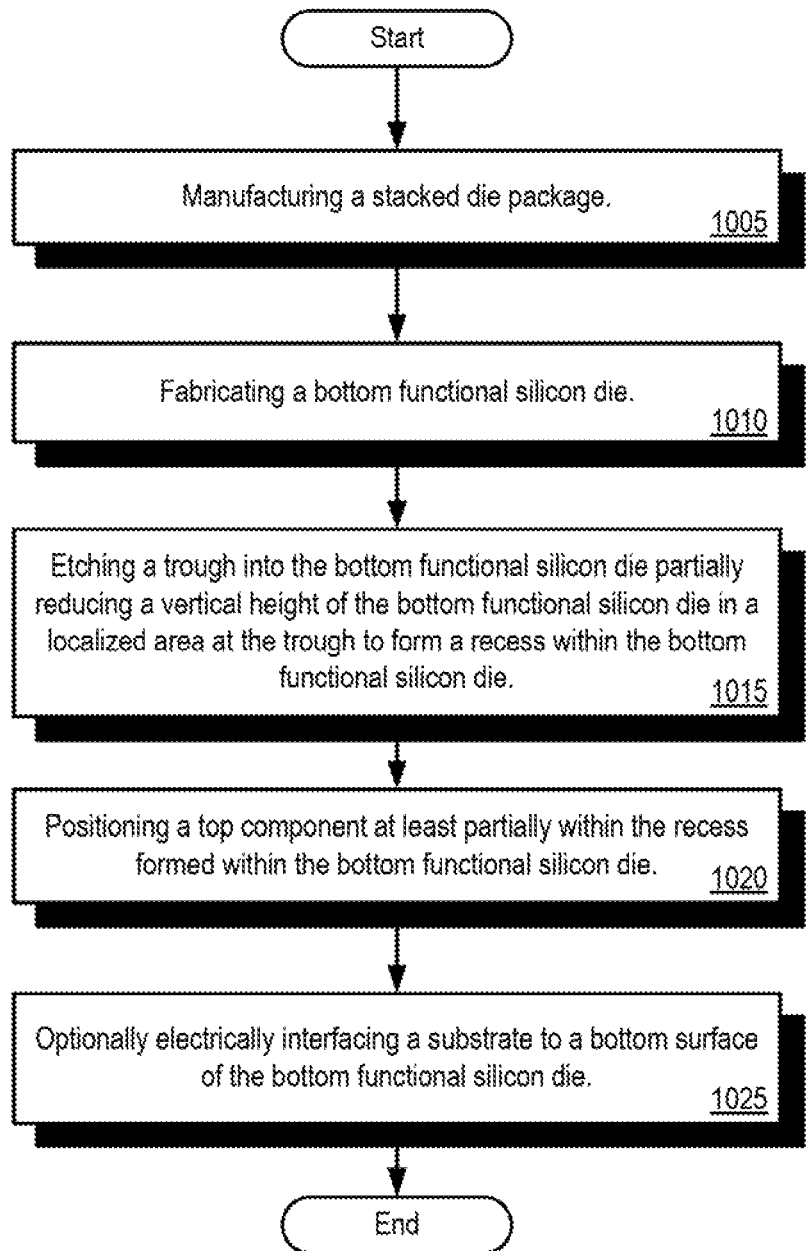 Start
Manufacturing a stacked die package.
1005
Fabricating a bottom functional silicon die.
1010
Etching a trough into the bottom functional silicon die partially
reducing a vertical height of the bottom functional silicon die in a
localized area at the trough to form a recess within the bottom
functional silicon die.
1015
Positioning a top component at least partially within the recess
formed within the bottom functional silicon die.
1020
Optionally electrically interfacing a substrate to a bottom surface
of the bottom functional silicon die.
1025
End